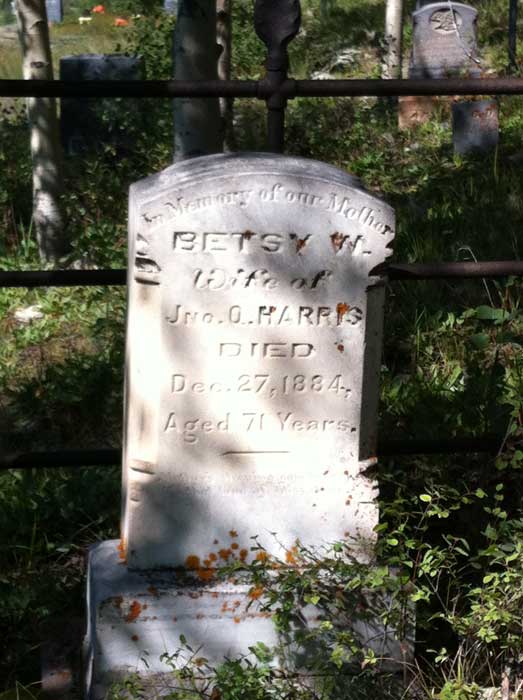 In Memory of our Mother
BETSY W.
Wife of
Jno. O. HARRIS
DIED
Dec. 27, 1884,
Aged 71 Years.